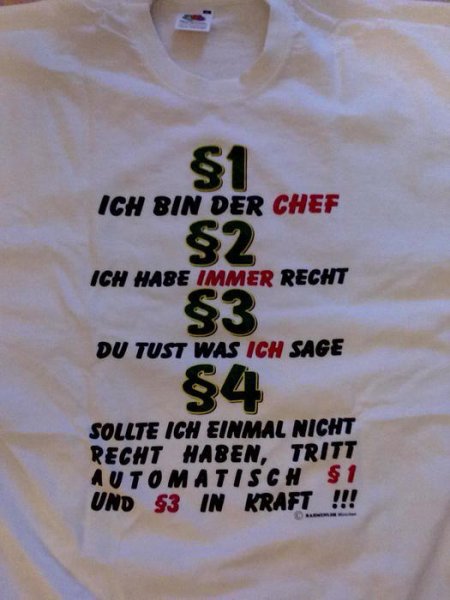 §1
ICH BIN DER CHEF
§2
ICH HABE IMMER RECHT
§3
DU TUST WAS ICH SAGE
§4
SOLLTE ICH EINMAL NICHT
RECHT HABEN, TRITT
AUTOMATISCH §1
UND §3 IN KRAFT !!!